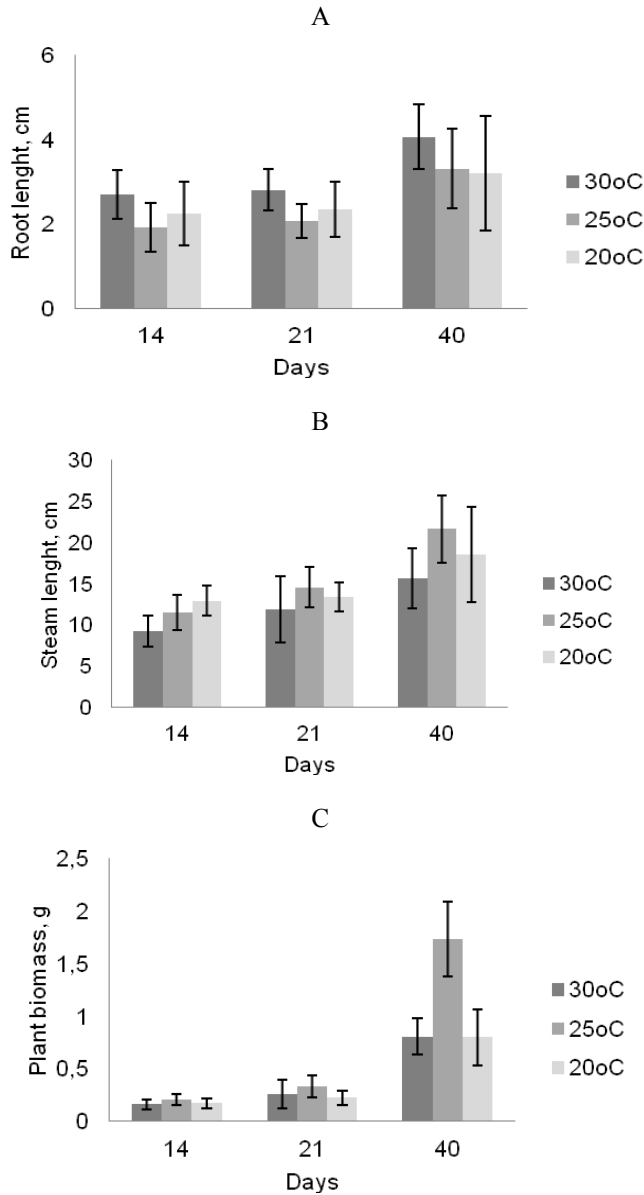 A
6
4
2
0
Root lenght, cm
14 21 40
Days
30oC
25oC
20oC
B
30
25
20
15
10
5
0
Steam lenght, cm
14 21 40
Days
30oC
25oC
20oC
C
2,5
2
1,5
1
0,5
0
Plant biomass, g
14 21 40
Days
30oC
25oC
20oC